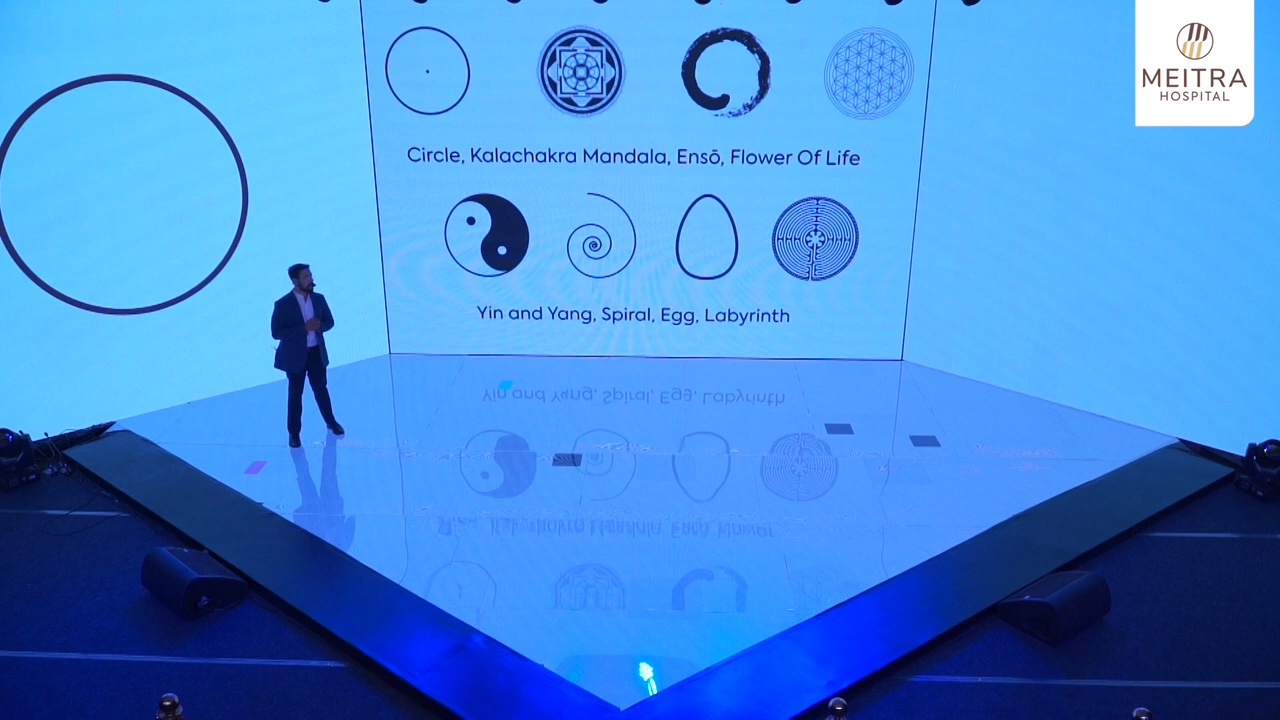 MEITRA
HOSPITAL
Circle, Kalachakra Mandala, Ensō, Flower Of Life
Yin and Yang, Spiral, Egg, Labyrinth